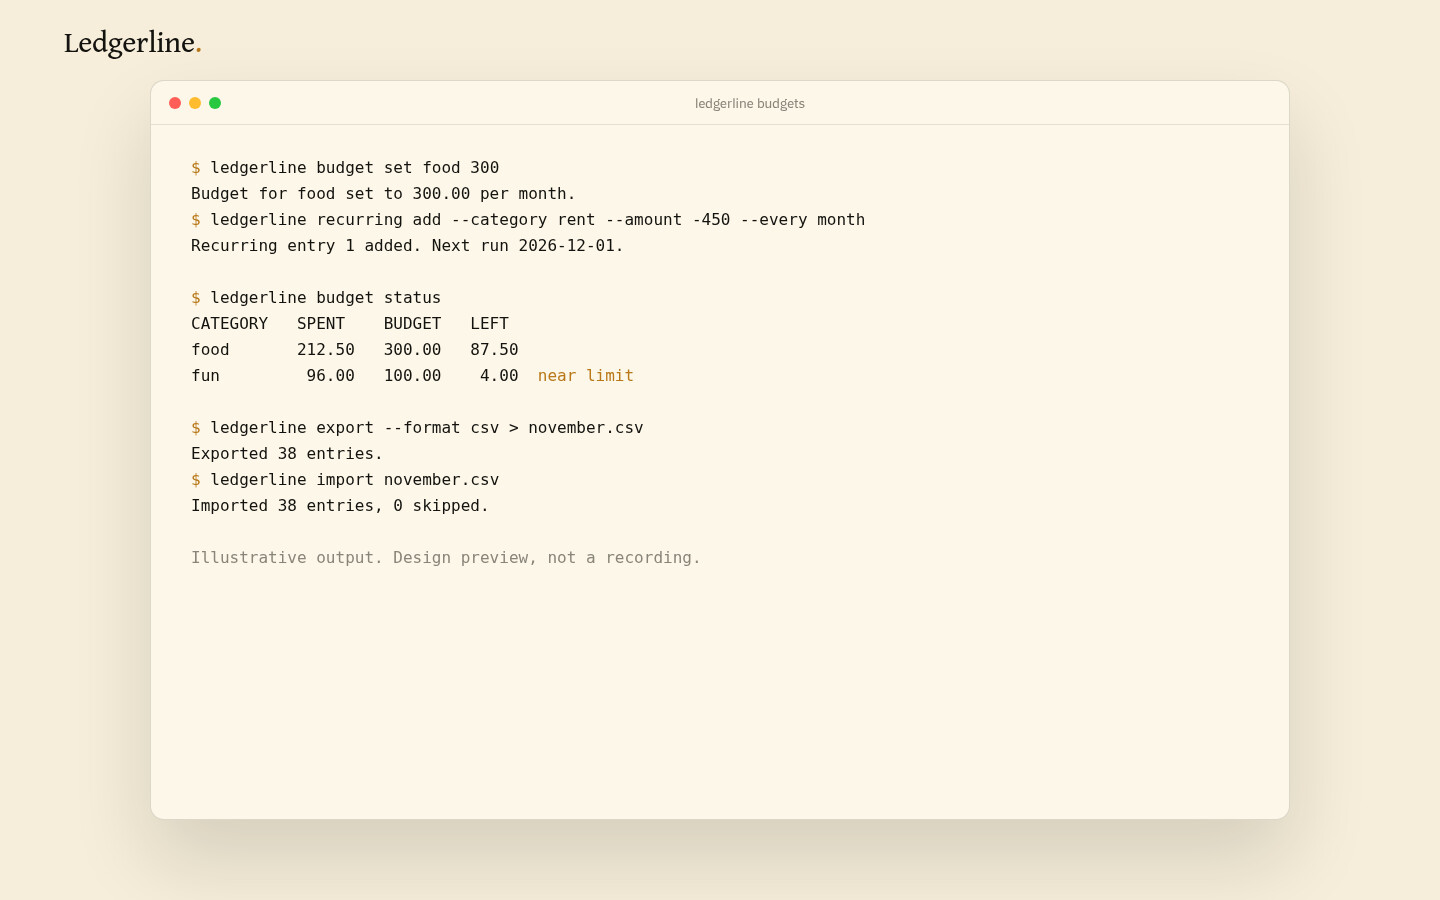 Ledgerline.
ledgerline budgets
$ ledgerline budget set food 300
Budget for food set to 300.00 per month.
$ ledgerline recurring add --category rent --amount -450 --every month
Recurring entry 1 added. Next run 2026-12-01.
$ ledgerline budget status
CATEGORY   SPENT    BUDGET   LEFT
food       212.50   300.00   87.50
fun         96.00   100.00    4.00  near limit
$ ledgerline export --format csv > november.csv
Exported 38 entries.
$ ledgerline import november.csv
Imported 38 entries, 0 skipped.
Illustrative output. Design preview, not a recording.